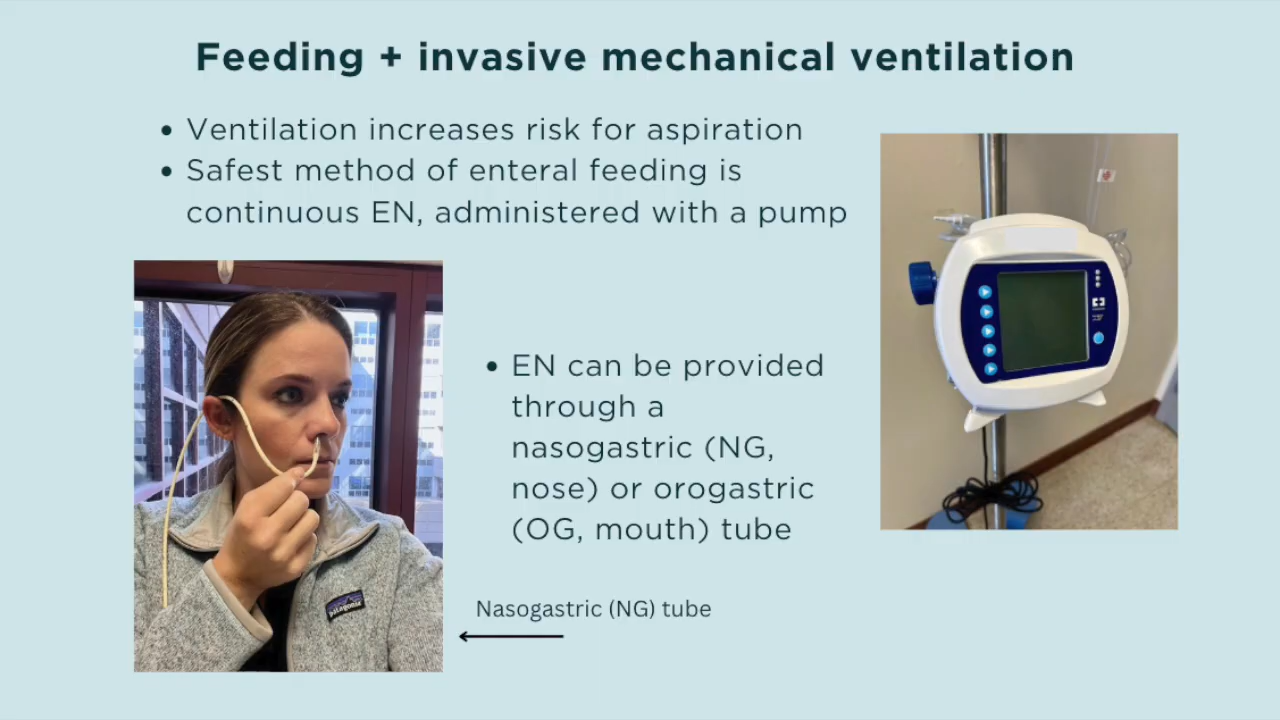 Feeding + invasive mechanical ventilation
• Ventilation increases risk for aspiration
• Safest method of enteral feeding is
continuous EN, administered with a pump
• EN can be provided
through a
nasogastric (NG,
nose) or orogastric
(OG, mouth) tube
patagonia
Nasogastric (NG) tube